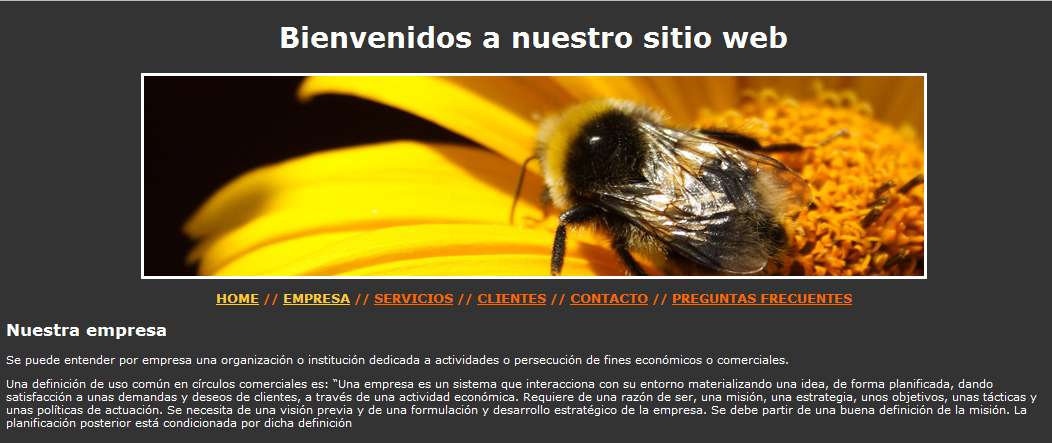 Bienvenidos a nuestro sitio web
HOME // EMPRESA // SERVICIOS // CLIENTES // CONTACTO // PREGUNTAS FRECUENTES
Nuestra empresa
Se puede entender por empresa una organización o institución dedicada a actividades o persecución de fines económicos o comerciales.
Una definición de uso común en círculos comerciales es: “Una empresa es un sistema que interacciona con su entorno materializando una idea, de forma planificada, dando
satisfacción a unas demandas y deseos de clientes, a través de una actividad económica. Requiere de una razón de ser, una misión, una estrategia, unos objetivos, unas tácticas y
unas políticas de actuación. Se necesita de una visión previa y de una formulación y desarrollo estratégico de la empresa. Se debe partir de una buena definición de la misión. La
planificación posterior está condicionada por dicha definición